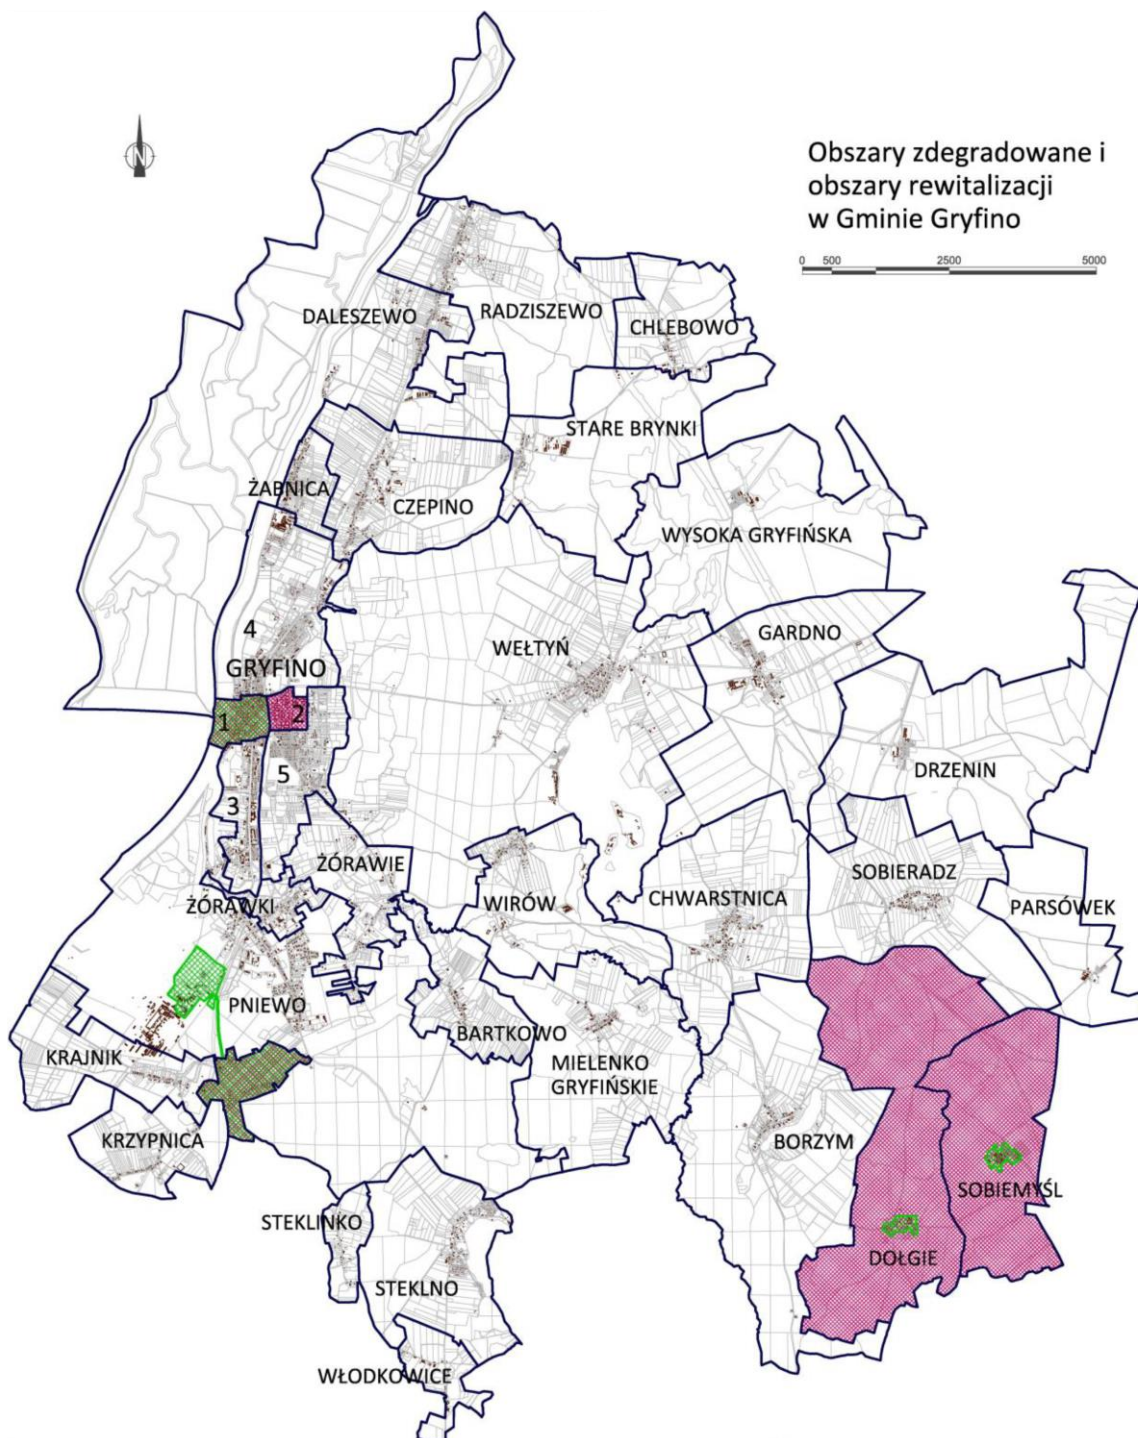 N
Obszary zdegradowane i
obszary rewitalizacji
w Gminie Gryfino
0 500 2500 5000
DALESZEWO
RADZISZEWO
CHLEBOWO
STARE BRYNKI
ŻABNICA
CZEPINO
WYSOKA GRYFIŃSKA
4
GARDNO
WEŁTYŃ
GRYFINO
1
2
DRZENIN
5
3
ŻÓRAWIE
SOBIERADZ
CHWARSTNICA
WIRÓW
PARSÓWEK
ŻÓRAWKI
PNIEWO
BARTKOWO
KRAJNIK
MIELENKO
GRYFIŃSKIE
KRZYPNICA
BORZYM
SOBIEMYŚL
STEKLINKO
DOŁGIE
STEKLNO
WŁODKOWICE